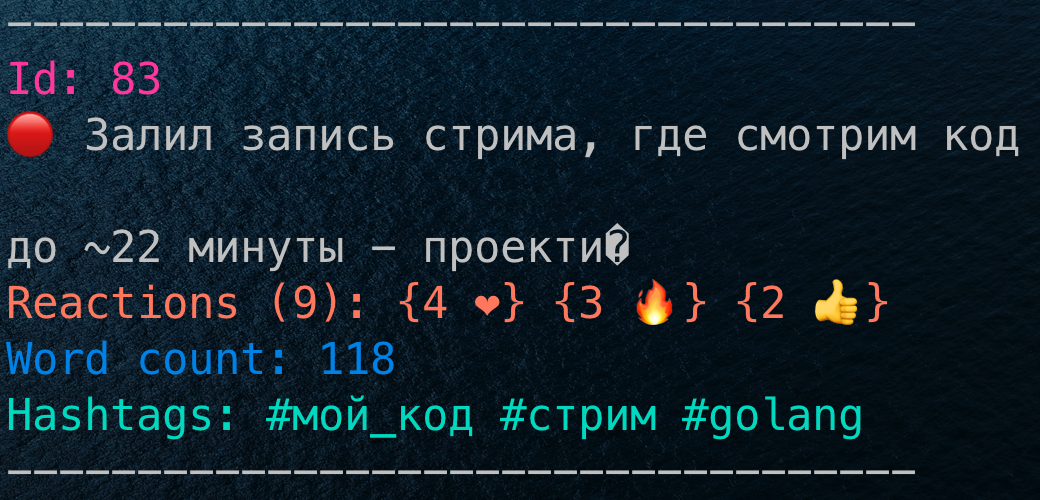 -----------------------------------
Id: 83
🔴 Залил запись стрима, где смотрим код
до ~22 минуты — проекти�
Reactions (9): {4 ❤} {3 🔥} {2 👍}
Word count: 118
Hashtags: #мой_код #стрим #golang
-----------------------------------